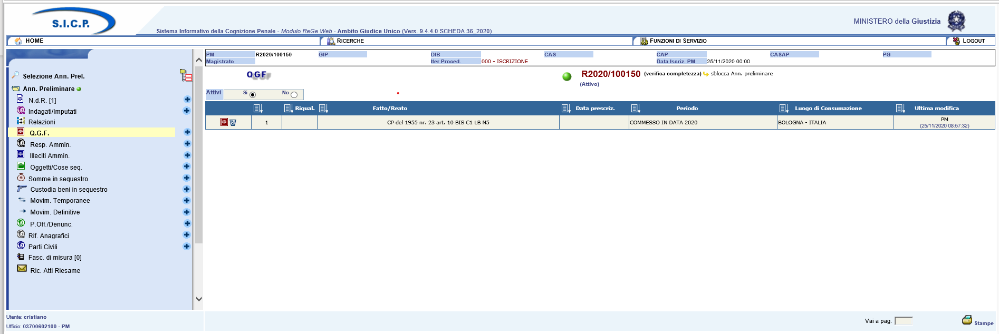 S.I.C.P.
Sistema Informativo della Cognizione Penale - Modulo ReGe Web - Ambito Giudice Unico (Vers. 9.4.4.0 SCHEDA 36_2020)
MINISTERO della Giustizia
HOME
RICERCHE
FUNZIONI DI SERVIZIO
LOGOUT
PM R2020/100150 GIP DIB CAS CAP CASAP PG
Magistrato Iter Proced. 000 - ISCRIZIONE Data Iscriz. PM 25/11/2020 00:00
QGF
R2020/100150 (verifica completezza) sblocca Ann. preliminare
(Attivo)
Attivi Si No
Riqual. Fatto/Reato Data prescriz. Periodo Luogo di Consumazione Ultima modifica
1 CP del 1955 nr. 23 art. 10 BIS C1 LB N5 COMMESSO IN DATA 2020 BOLOGNA - ITALIA PM
(25/11/2020 08:57:32)
Selezione Ann. Prel.
Ann. Preliminare
N.d.R. [1]
Indagati/Imputati
Relazioni
Q.G.F.
Resp. Ammin.
Illeciti Ammin.
Oggetti/Cose seq.
Somme in sequestro
Custodia beni in sequestro
Movim. Temporanee
Movim. Definitive
P.Off./Denunc.
Rif. Anagrafici
Parti Civili
Fasc. di misura [0]
Ric. Atti Riesame
Utente: cristiano
Ufficio: 03700602100 - PM
Vai a pag.
Stampe